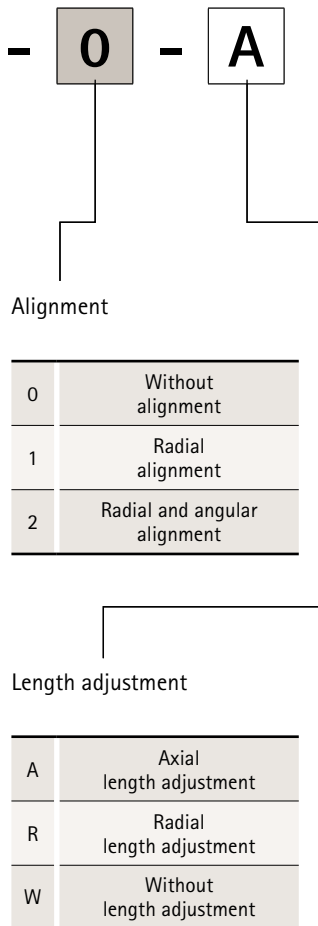 - 0 - A
Alignment
0 Without
alignment
1 Radial
alignment
2 Radial and angular
alignment
Length adjustment
A Axial
length adjustment
R Radial
length adjustment
W Without
length adjustment